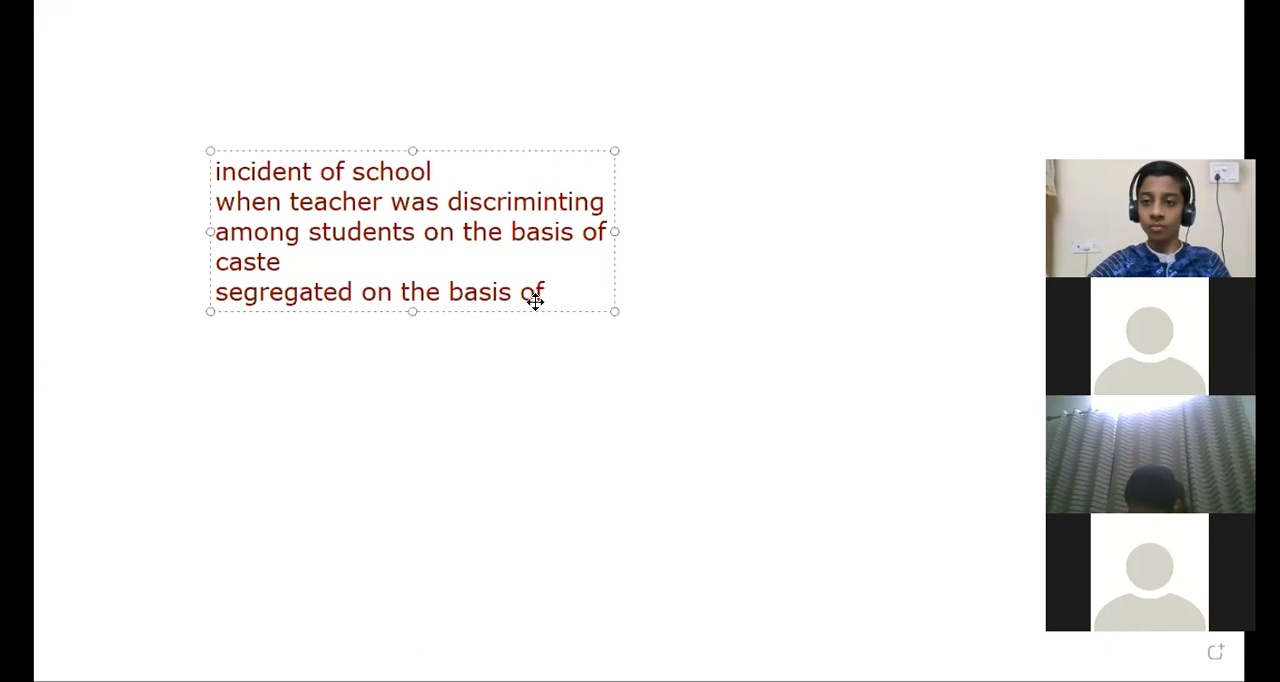 incident of school
when teacher was discriminting
among students on the basis of
caste
segregated on the basis of